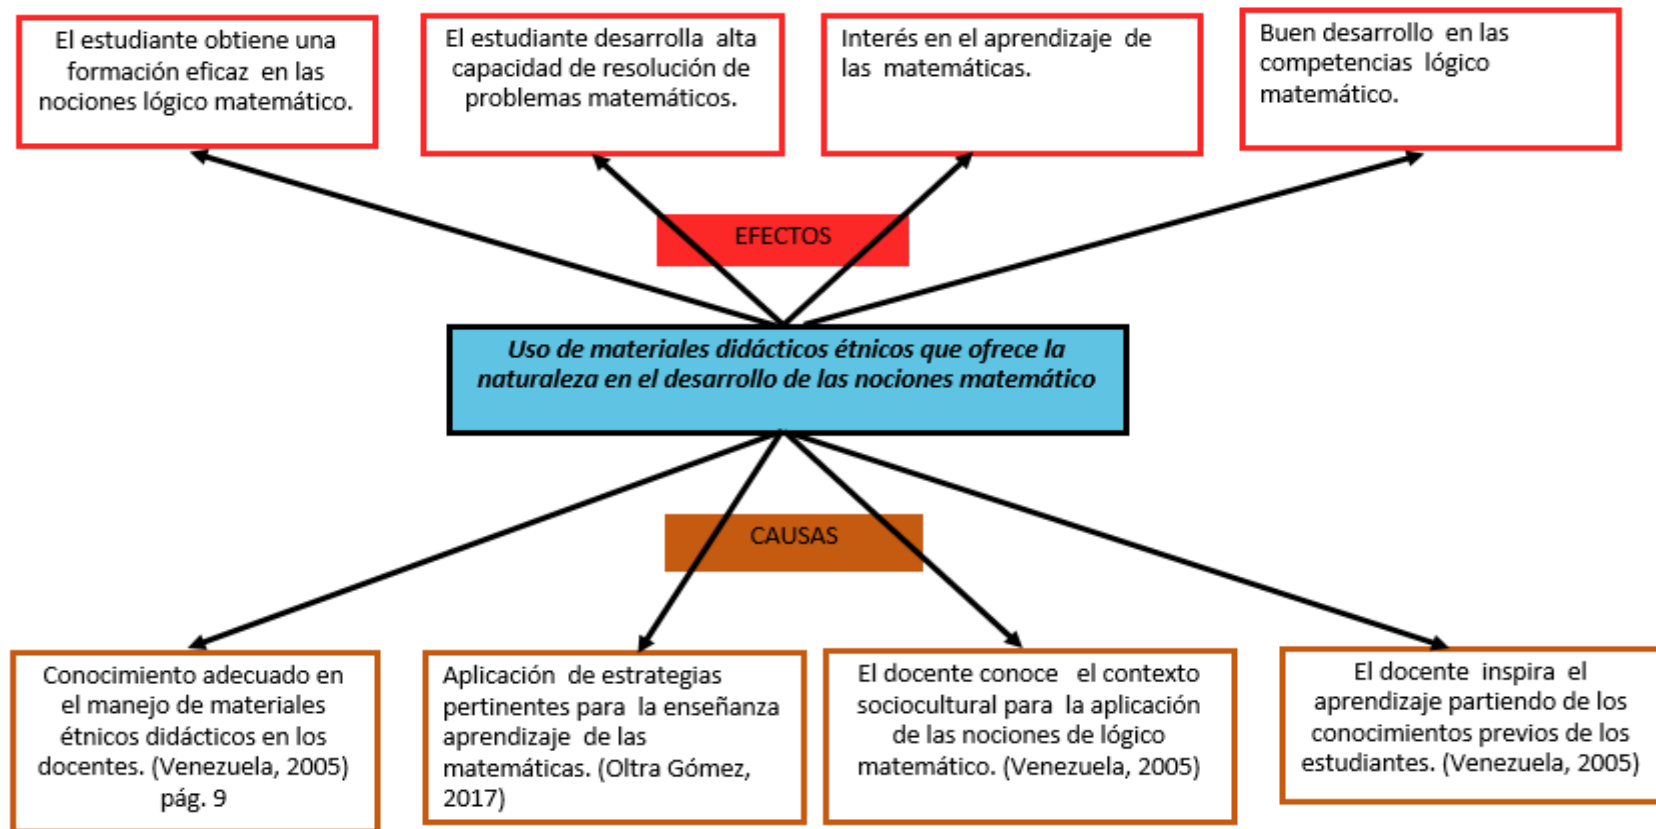 El estudiante obtiene una
formación eficaz en las
nociones lógico matemático.
El estudiante desarrolla alta
capacidad de resolución de
problemas matemáticos.
Interés en el aprendizaje de
las matemáticas.
Buen desarrollo en las
competencias lógico
matemático.
EFECTOS
Uso de materiales didácticos étnicos que ofrece la
naturaleza en el desarrollo de las nociones matemático
CAUSAS
Conocimiento adecuado en
el manejo de materiales
étnicos didácticos en los
docentes. (Venezuela, 2005)
pág. 9
Aplicación de estrategias
pertinentes para la enseñanza
aprendizaje de las
matemáticas. (Oltra Gómez,
2017)
El docente conoce el contexto
sociocultural para la aplicación
de las nociones de lógico
matemático. (Venezuela, 2005)
El docente inspira el
aprendizaje partiendo de los
conocimientos previos de los
estudiantes. (Venezuela, 2005)